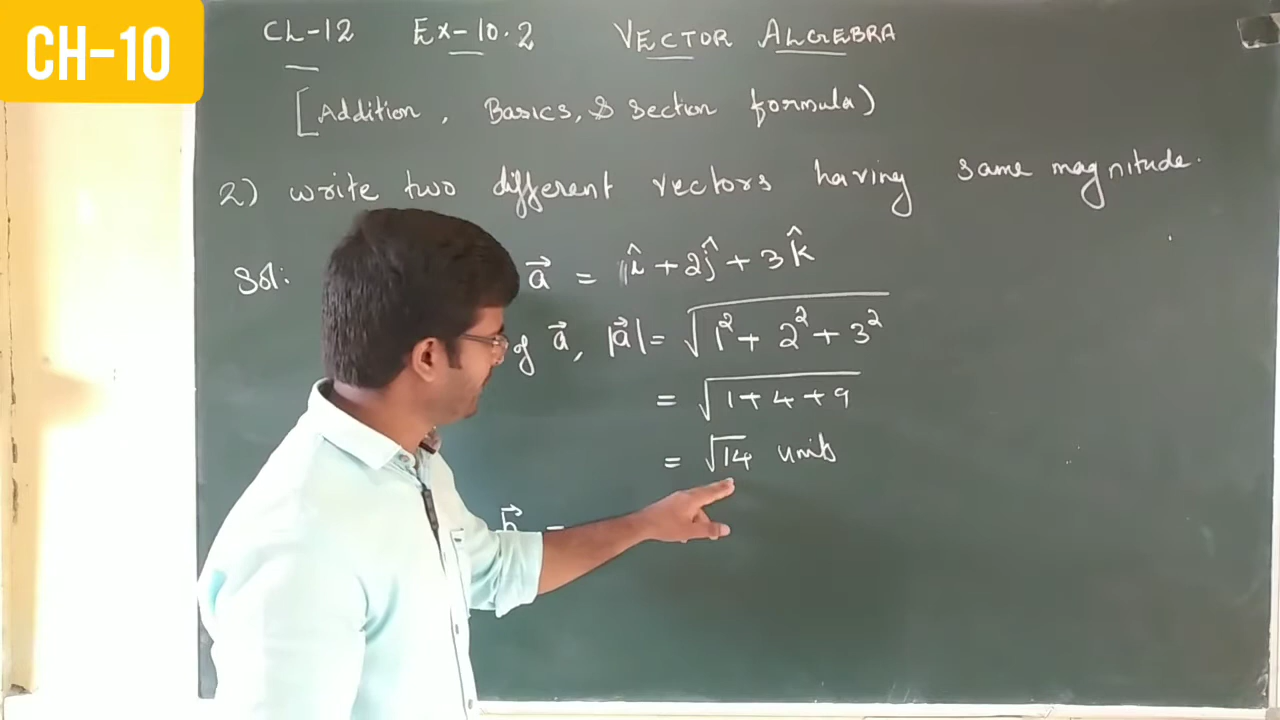 CH-10
CL-12 Ex-10.2 VECTOR ALGEBRA
[Addition, Basics, & section formula)
2) write two different vectors having same magnitude.
Sol: a⃗ = î + 2ĵ + 3k̂
of a⃗, |a⃗| = √(1² + 2² + 3²)
= √(1 + 4 + 9)
= √14 units
b⃗ =